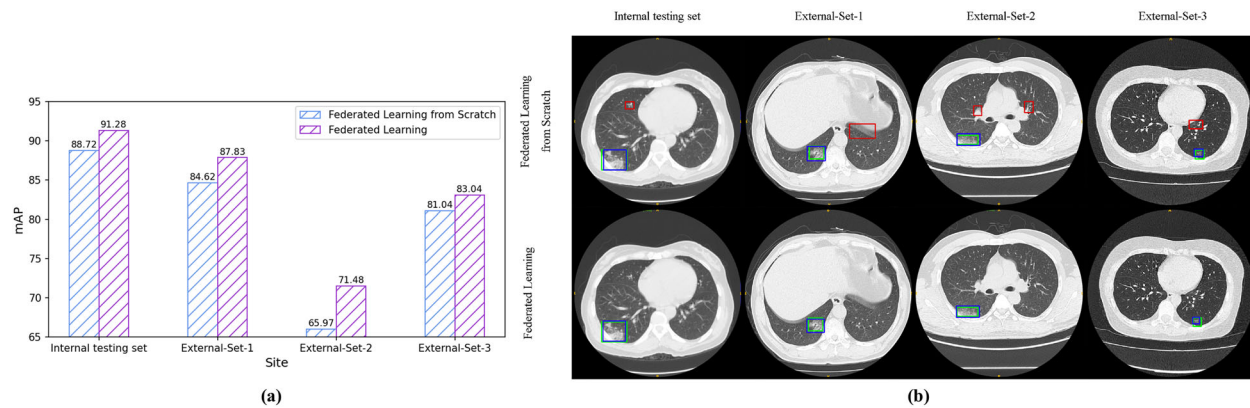 95
90
85
80
75
70
65
mAP
Federated Learning from Scratch
Federated Learning
88.72
91.28
84.62
87.83
65.97
71.48
81.04
83.04
Internal testing set
External-Set-1
External-Set-2
External-Set-3
Site
(a)
Internal testing set
External-Set-1
External-Set-2
External-Set-3
Federated Learning
from Scratch
Federated Learning
(b)